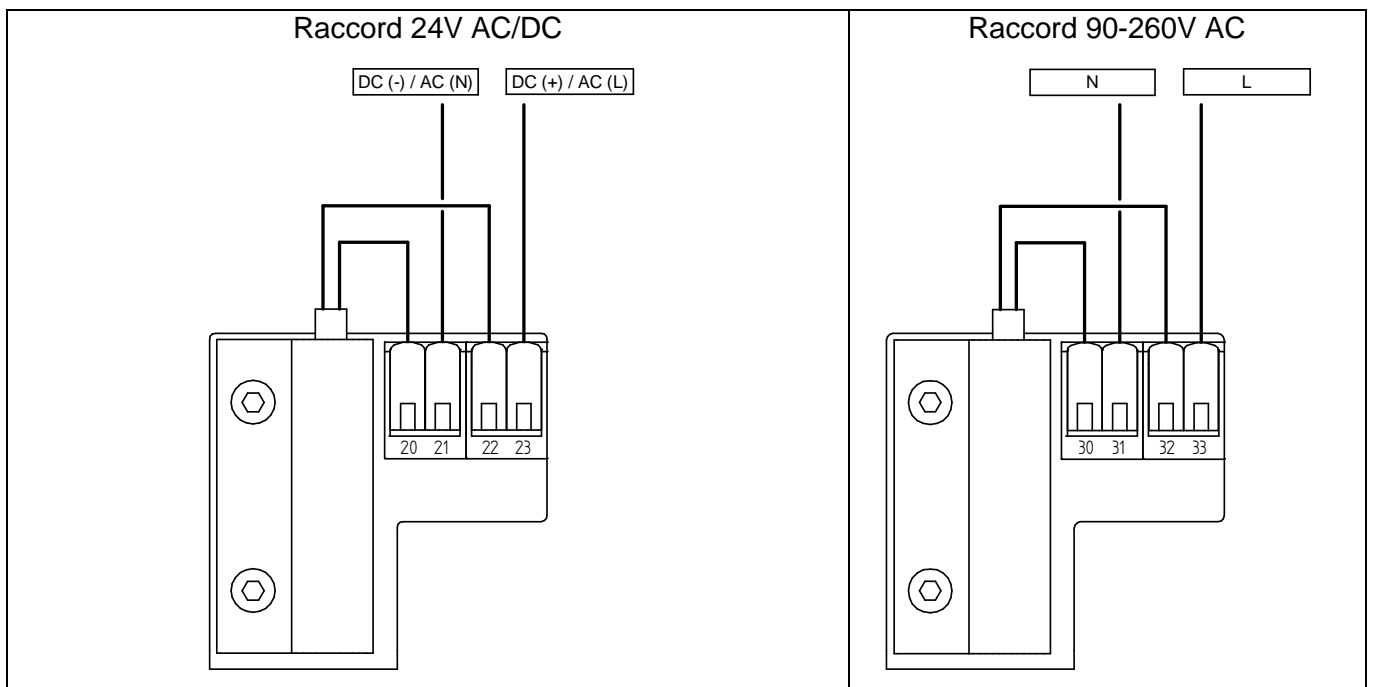 Raccord 24V AC/DC
DC (-) / AC (N)
DC (+) / AC (L)
20 21 22 23
Raccord 90-260V AC
N
L
30 31 32 33